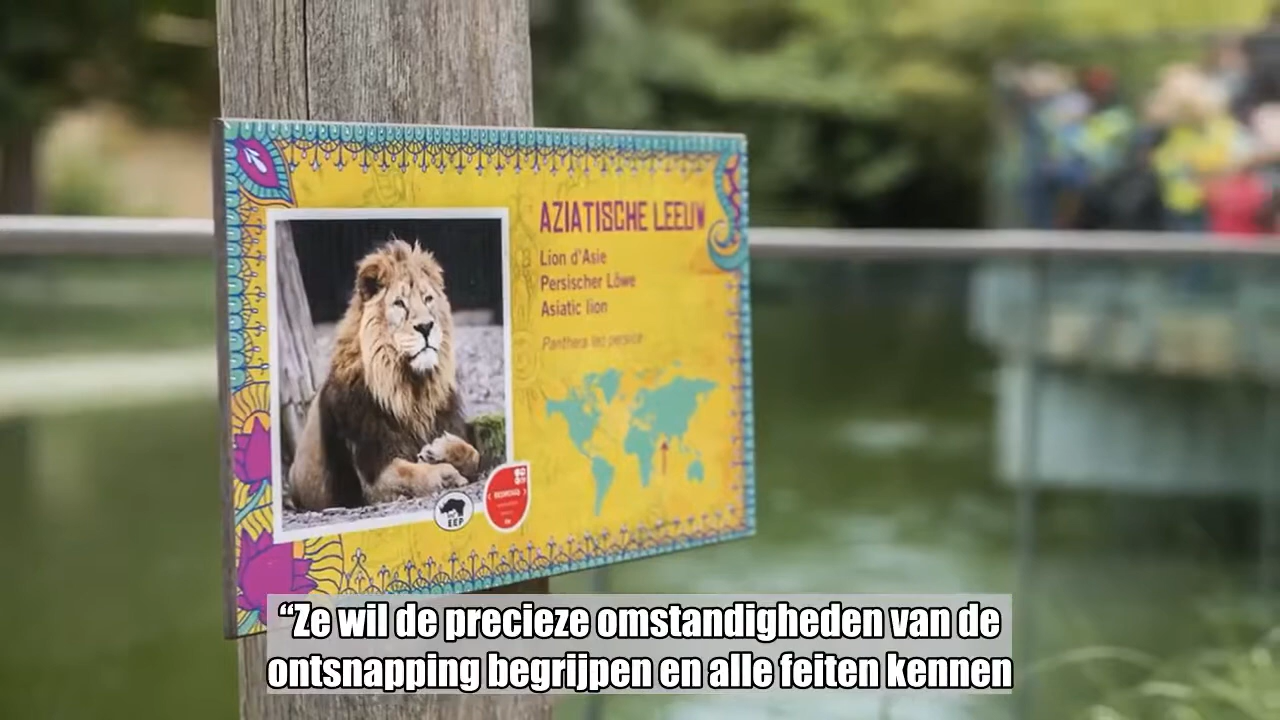 AZIATISCHE LEEUW
Lion d'Asie
Persischer Löwe
Asiatic lion
Panthera leo persica
EEP
“Ze wil de precieze omstandigheden van de
ontsnapping begrijpen en alle feiten kennen